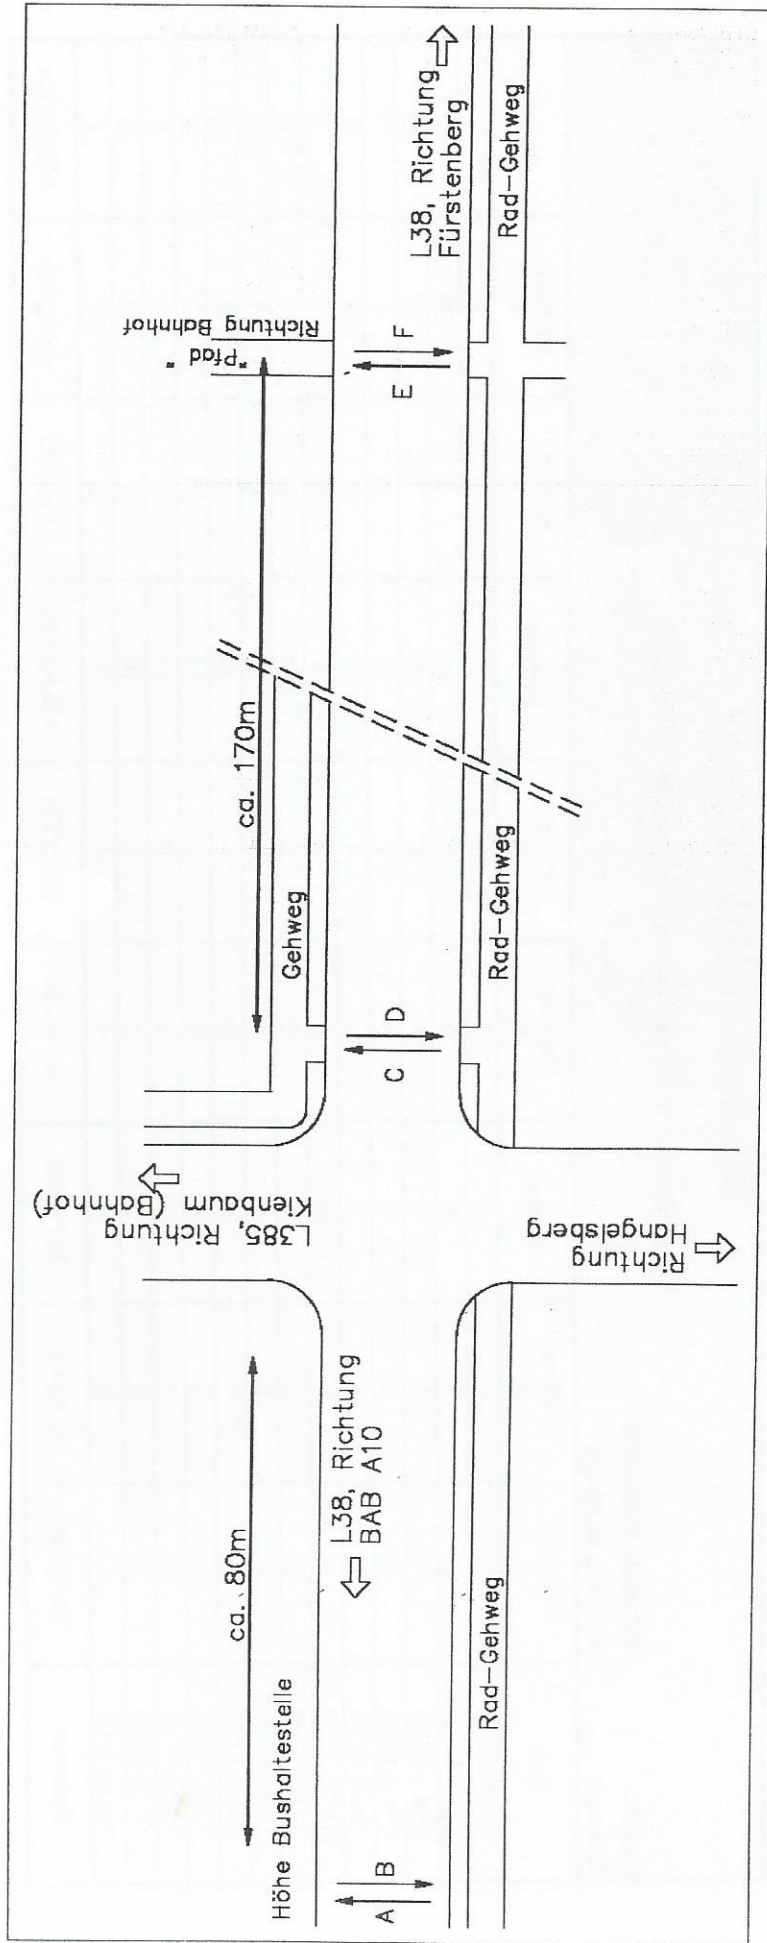 Höhe Bushaltestelle
ca. 80m
L38, Richtung
BAB A10
A
B
Rad-Gehweg
L385, Richtung
Kienbaum (Bahnhof)
Richtung
Hangelsberg
Gehweg
ca. 170m
C
D
Rad-Gehweg
"Pfad"
Richtung Bahnhof
E
F
L38, Richtung
Fürstenberg
Rad-Gehweg